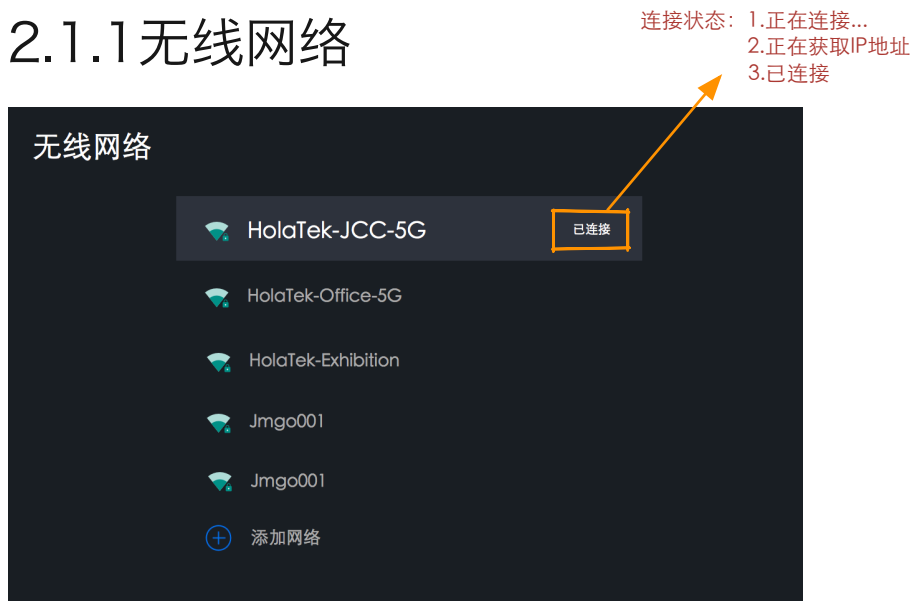 2.1.1无线网络
连接状态：1.正在连接...
2.正在获取IP地址
3.已连接
无线网络
HolaTek-JCC-5G 已连接
HolaTek-Office-5G
HolaTek-Exhibition
Jmgo001
Jmgo001
添加网络